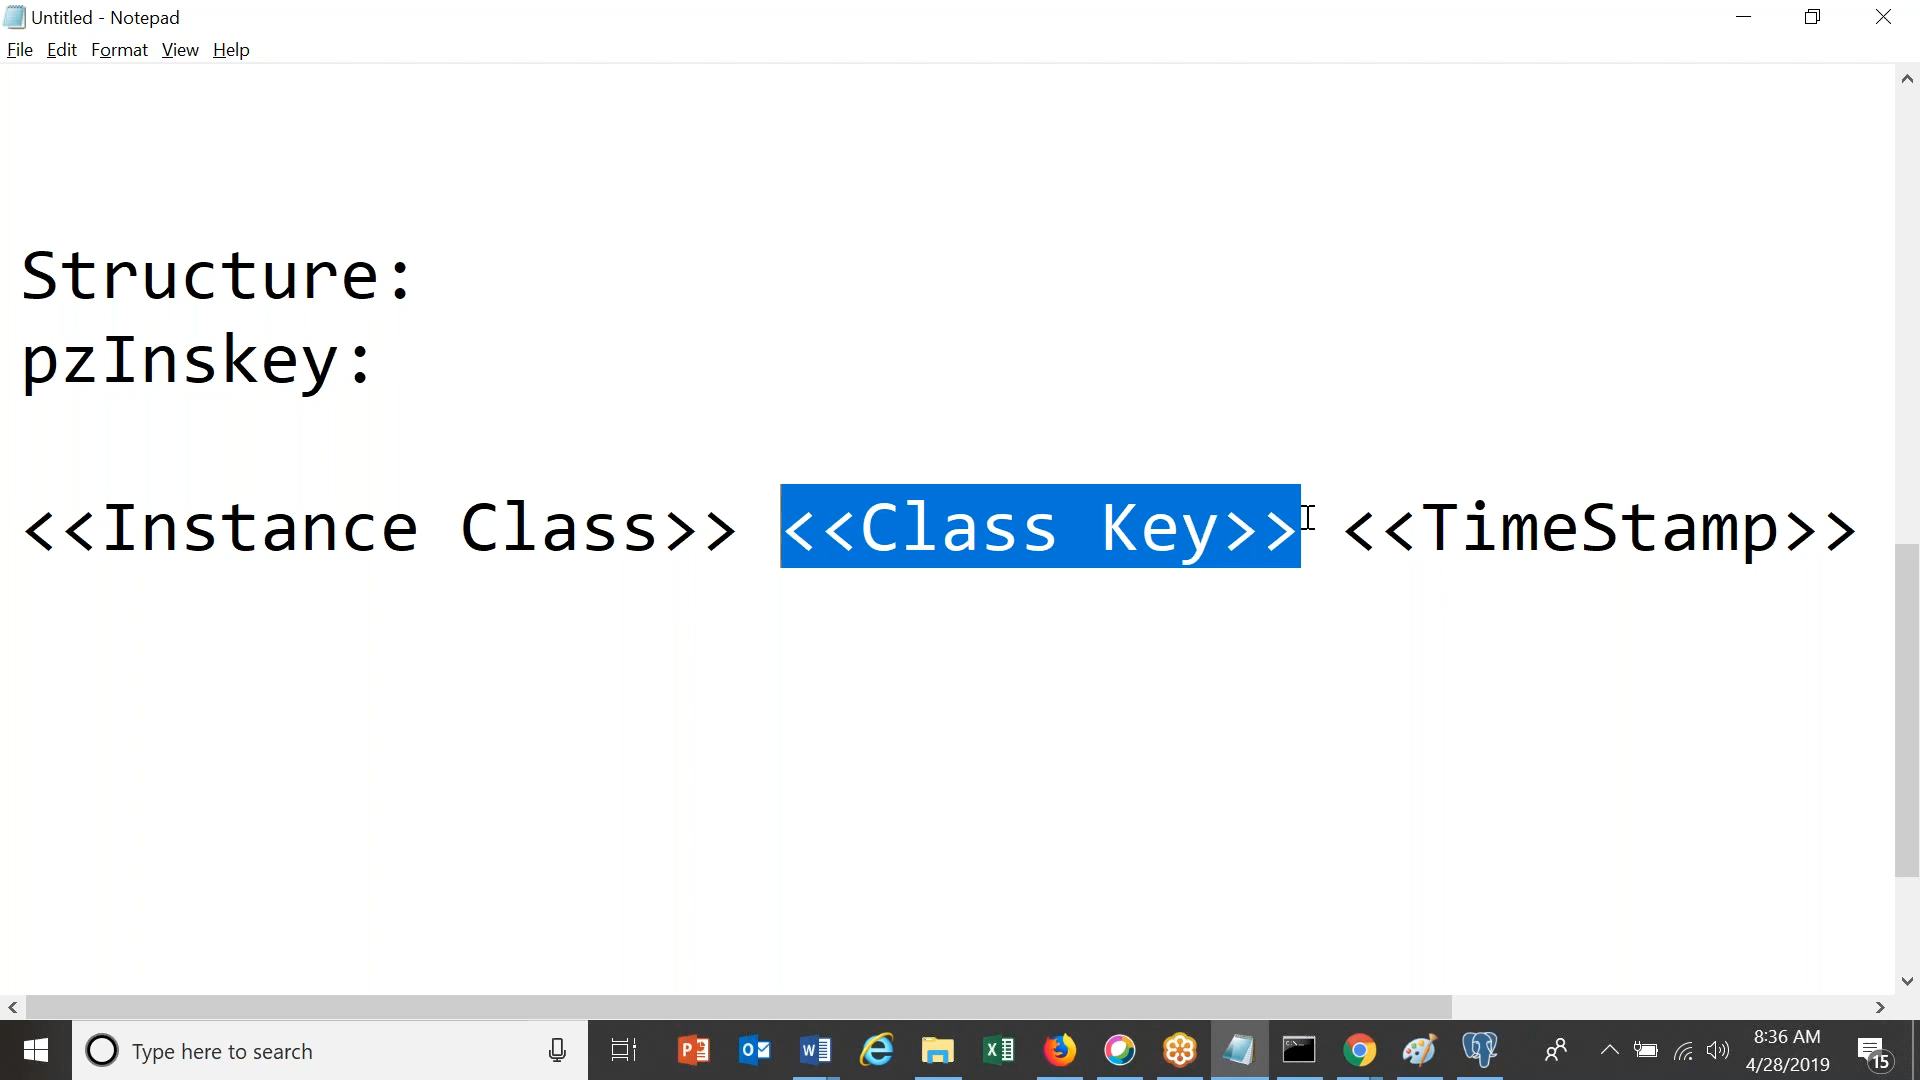 Untitled - Notepad
File Edit Format View Help
Structure:
pzInskey:
<<Instance Class>> <<Class Key>> <<TimeStamp>>
Type here to search
8:36 AM
4/28/2019
15